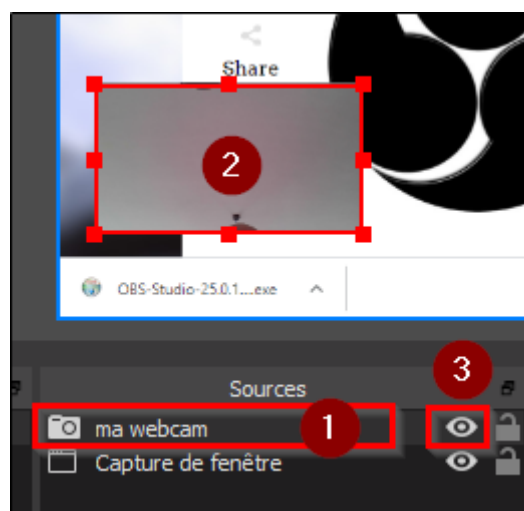 Share
2
OBS-Studio-25.0.1....exe
3
Sources
ma webcam 1
Capture de fenêtre